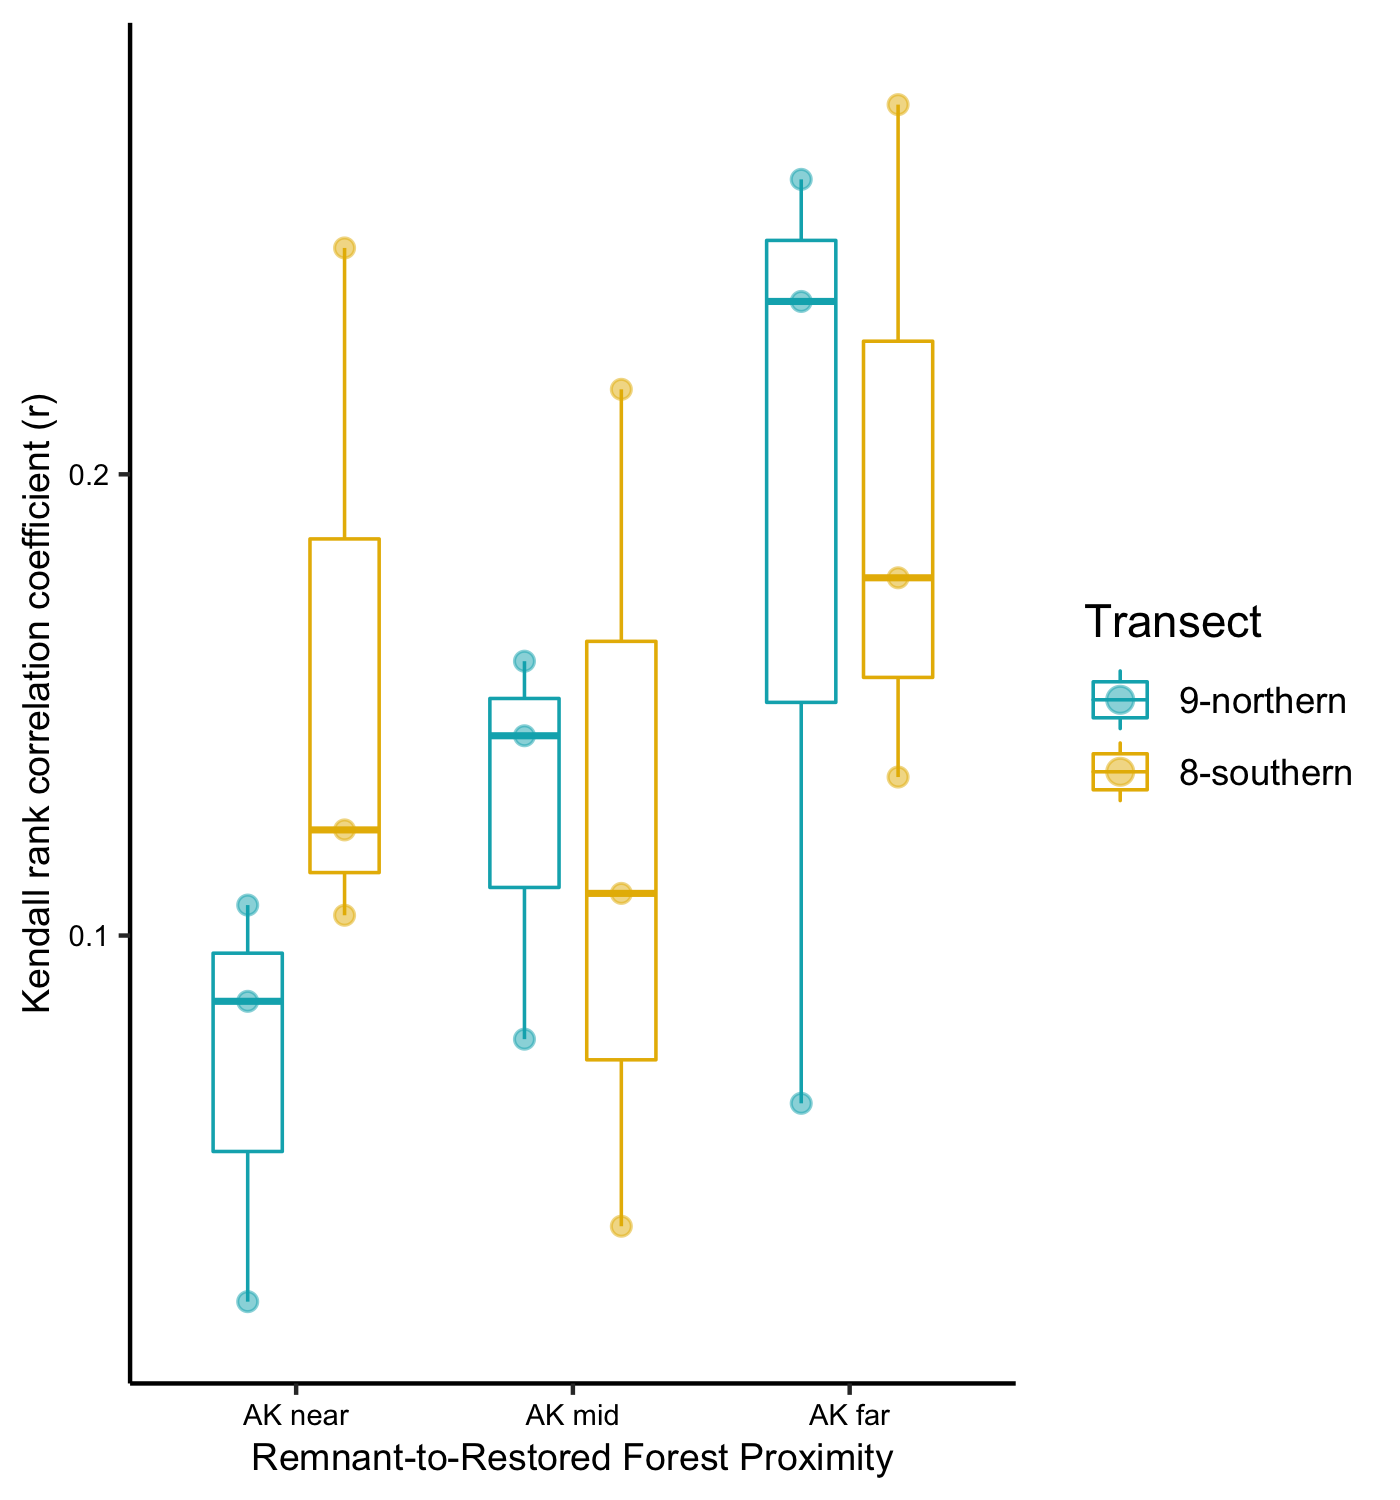 Kendall rank correlation coefficient (r)
0.2
0.1
AK near
AK mid
AK far
Remnant-to-Restored Forest Proximity
Transect
9-northern
8-southern